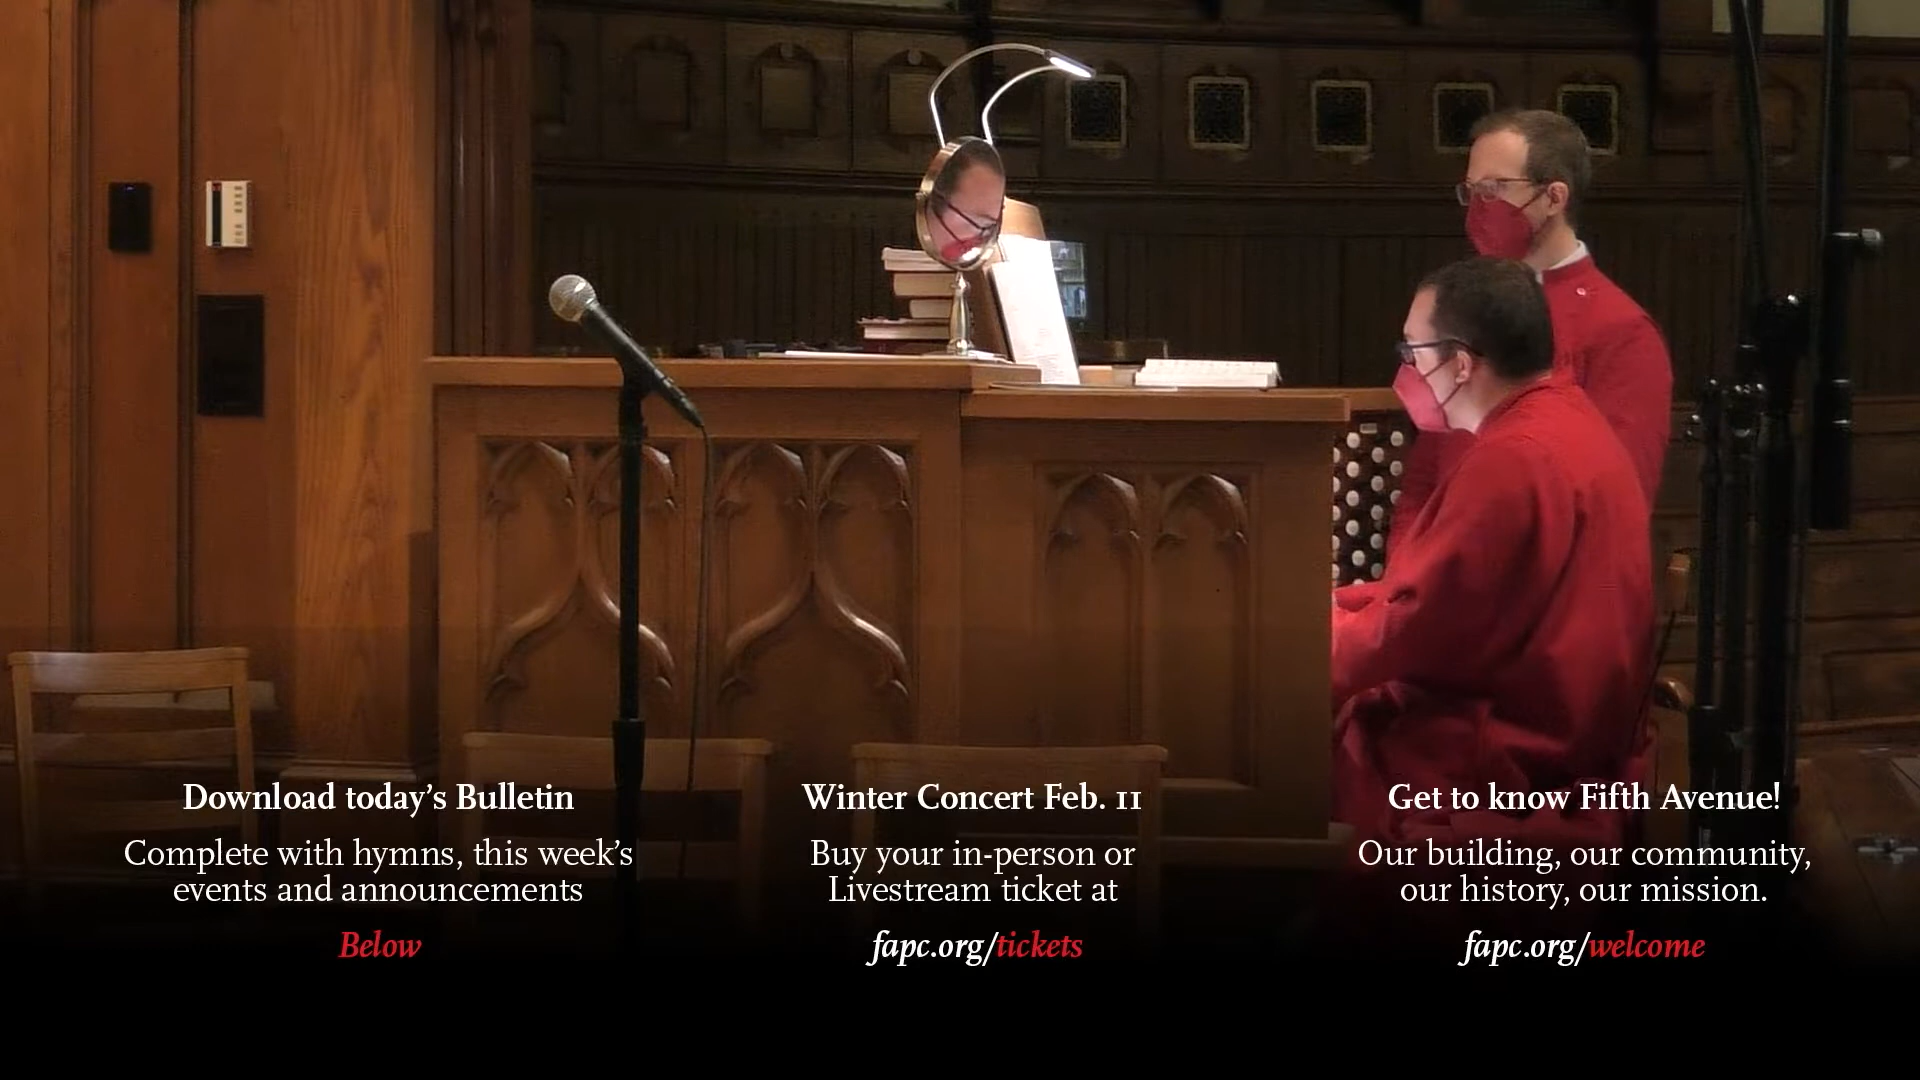 Download today's Bulletin
Complete with hymns, this week's
events and announcements
Below
Winter Concert Feb. 11
Buy your in-person or
Livestream ticket at
fapc.org/tickets
Get to know Fifth Avenue!
Our building, our community,
our history, our mission.
fapc.org/welcome